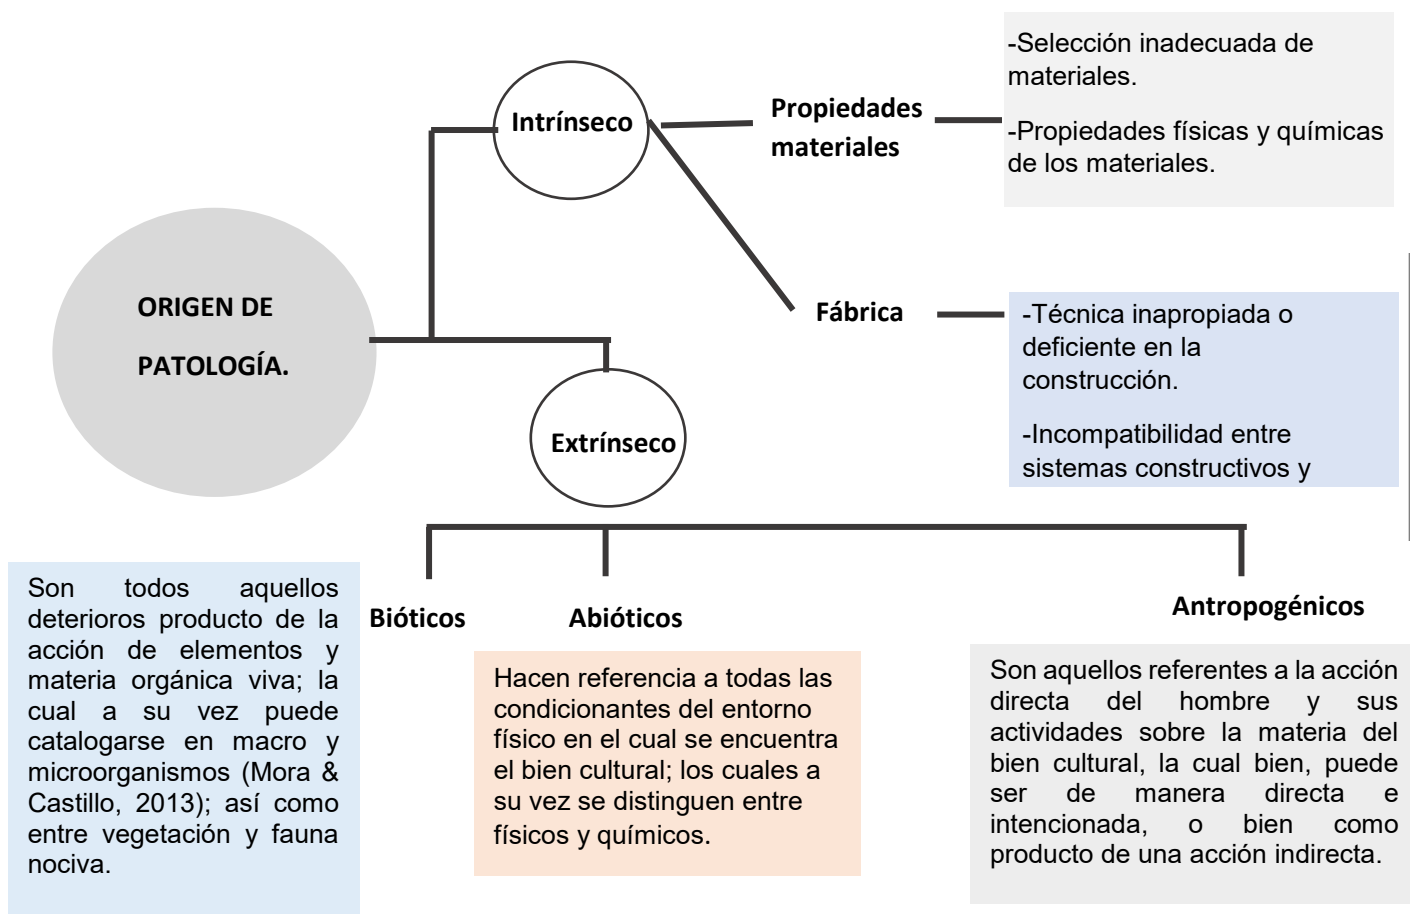 -Selección inadecuada de
materiales.
-Propiedades físicas y químicas
de los materiales.
Intrínseco
Propiedades
materiales
ORIGEN DE
PATOLOGÍA.
Fábrica
-Técnica inapropiada o
deficiente en la
construcción.
-Incompatibilidad entre
sistemas constructivos y
Extrínseco
Bióticos
Abióticos
Antropogénicos
Son todos aquellos
deterioros producto de la
acción de elementos y
materia orgánica viva; la
cual a su vez puede
catalogarse en macro y
microorganismos (Mora &
Castillo, 2013); así como
entre vegetación y fauna
nociva.
Hacen referencia a todas las
condicionantes del entorno
físico en el cual se encuentra
el bien cultural; los cuales a
su vez se distinguen entre
físicos y químicos.
Son aquellos referentes a la acción
directa del hombre y sus
actividades sobre la materia del
bien cultural, la cual bien, puede
ser de manera directa e
intencionada, o bien como
producto de una acción indirecta.